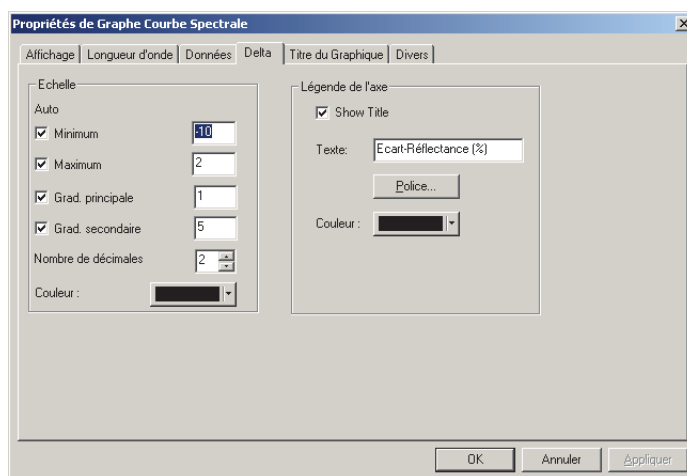 Propriétés de Graphe Courbe Spectrale
Affichage Longueur d'onde Données Delta Titre du Graphique Divers
Echelle
Auto
Minimum -10
Maximum 2
Grad. principale 1
Grad. secondaire 5
Nombre de décimales 2
Couleur :
Légende de l'axe
Show Title
Texte: Ecart-Réflectance (%)
Police...
Couleur :
OK Annuler Appliquer